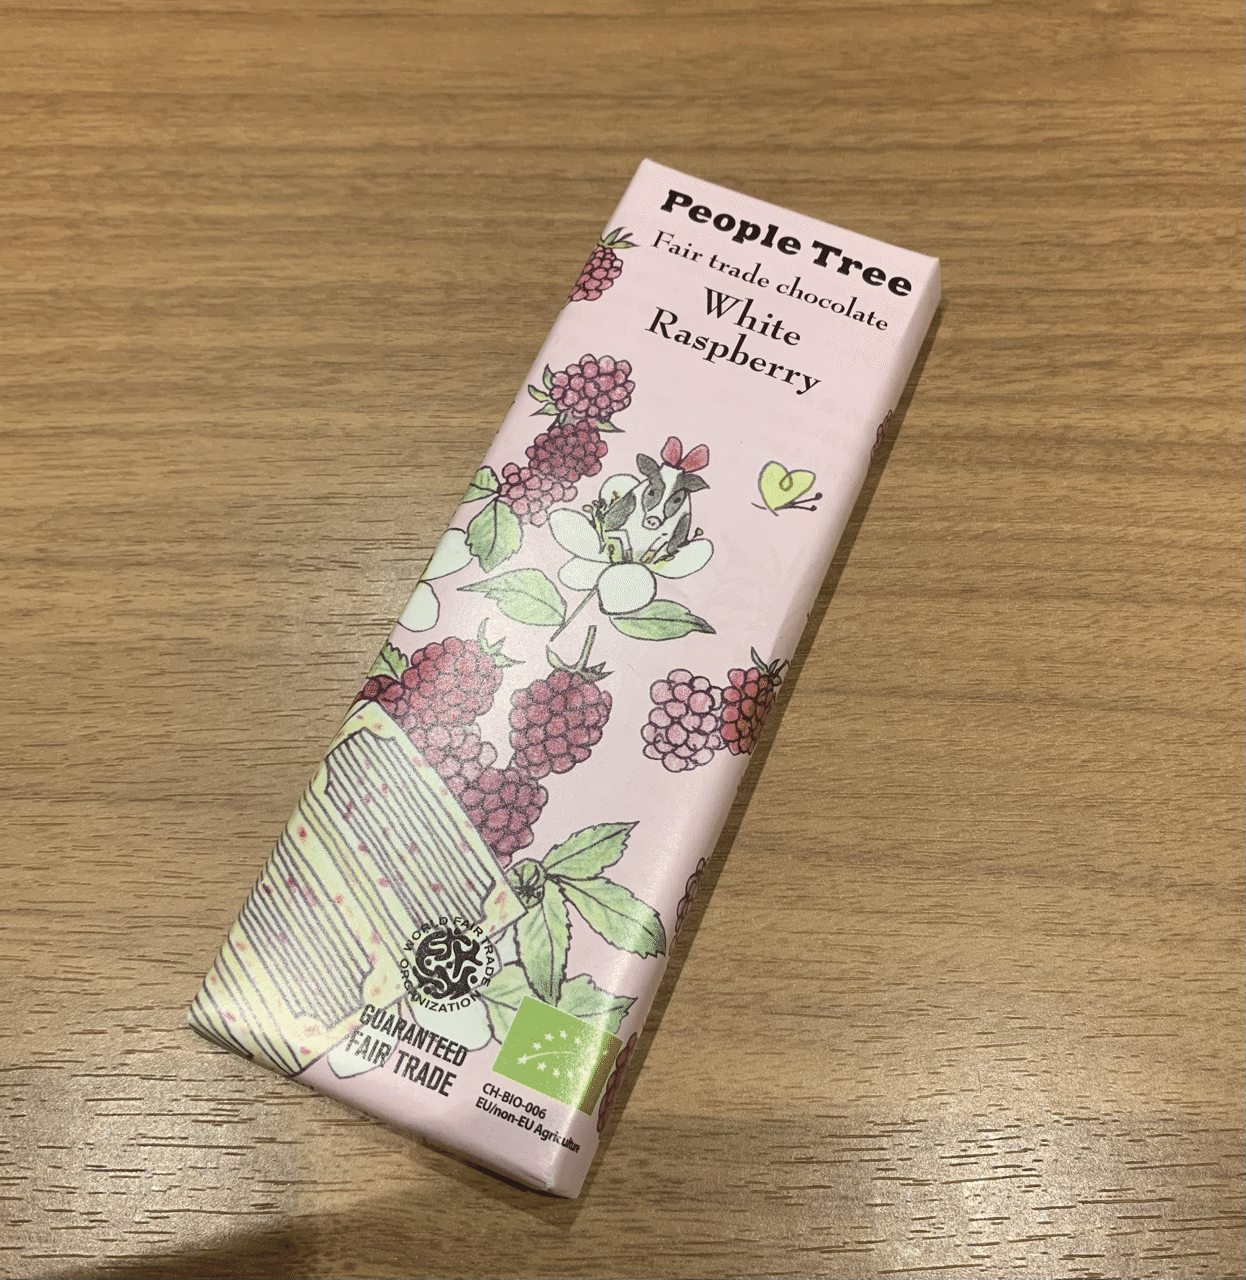 People Tree
Fair trade chocolate
White
Raspberry
WORLD FAIR TRADE ORGANIZATION
GUARANTEED
FAIR TRADE
CH-BIO-006
EU/non-EU Agriculture